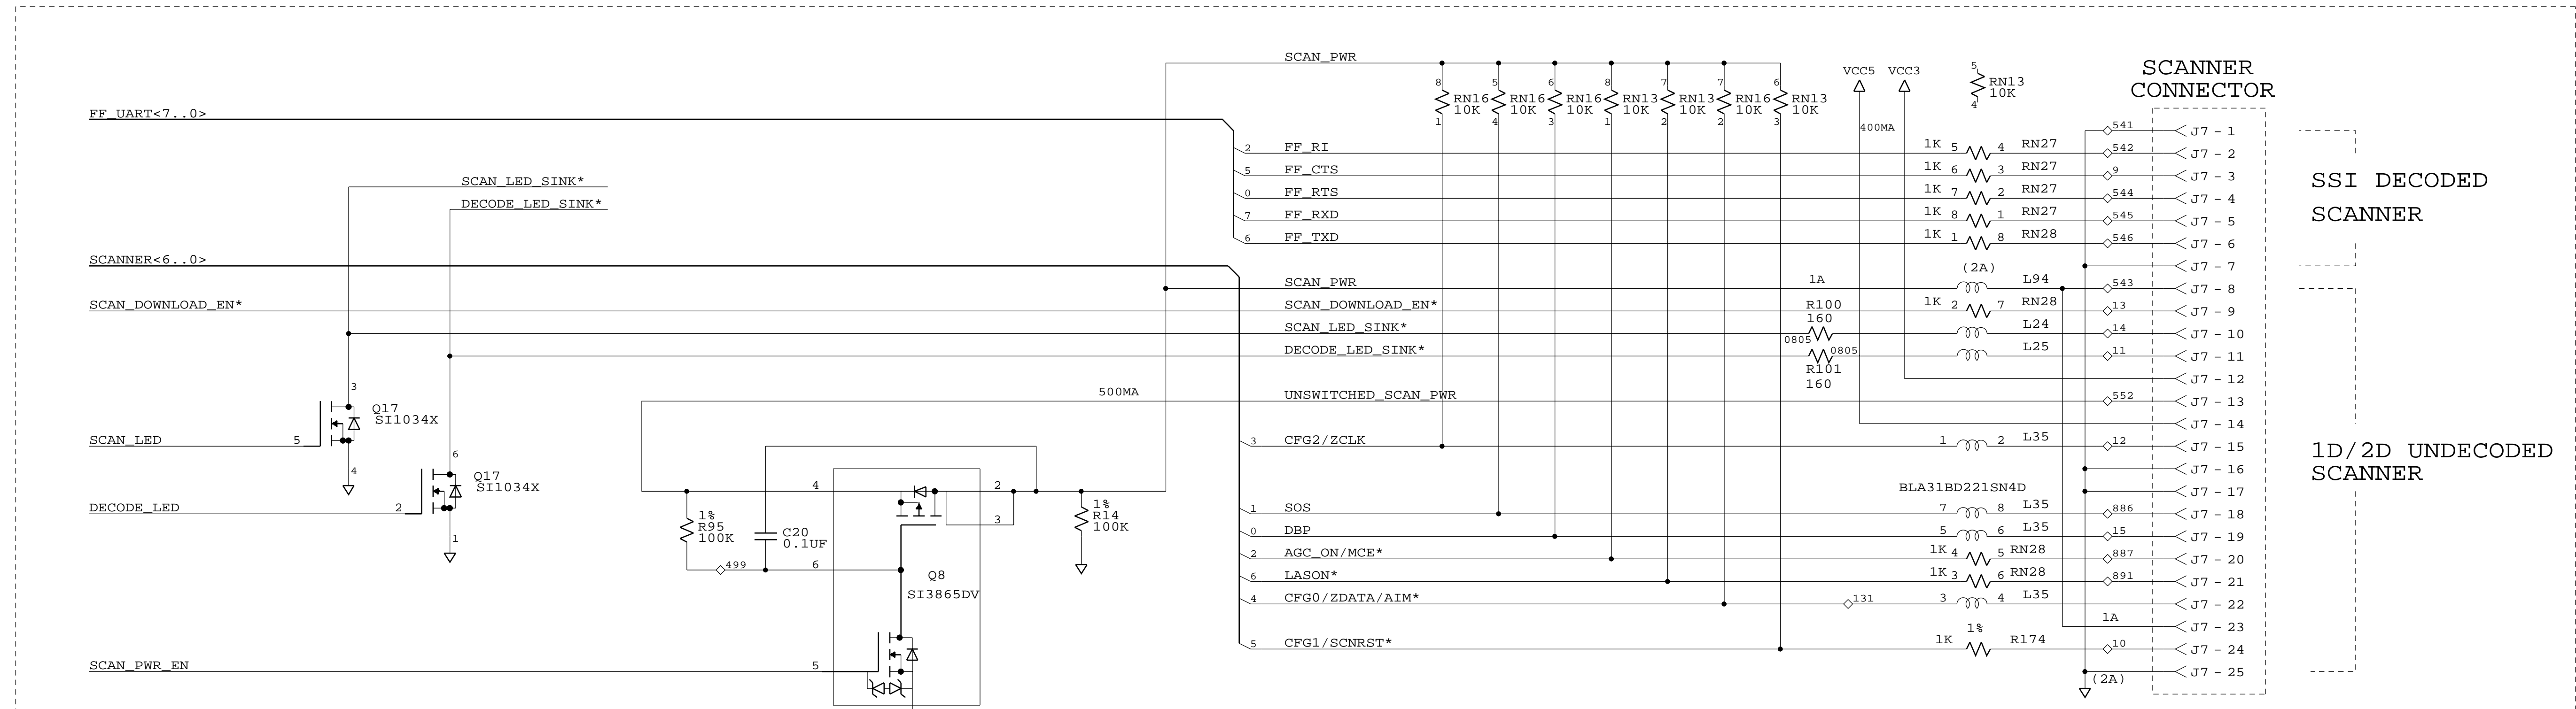 SCAN_PWR
8
RN16
10K
1
5
RN16
10K
4
6
RN16
10K
3
8
RN13
10K
1
7
RN13
10K
2
7
RN16
10K
2
6
RN13
10K
3
VCC5
VCC3
400MA
5
RN13
10K
4
SCANNER
CONNECTOR
FF_UART<7..0>
541
J7 - 1
2
FF_RI
1K 5 4 RN27
542
J7 - 2
5
FF_CTS
1K 6 3 RN27
9
J7 - 3
SCAN_LED_SINK*
SSI DECODED
SCANNER
0
FF_RTS
1K 7 2 RN27
544
J7 - 4
DECODE_LED_SINK*
7
FF_RXD
1K 8 1 RN27
545
J7 - 5
6
FF_TXD
1K 1 8 RN28
546
J7 - 6
SCANNER<6..0>
J7 - 7
SCAN_PWR
1A
(2A)
L94
543
J7 - 8
SCAN_DOWNLOAD_EN*
SCAN_DOWNLOAD_EN*
1K 2 7 RN28
13
J7 - 9
SCAN_LED_SINK*
R100
160
0805
L24
14
J7 - 10
DECODE_LED_SINK*
0805
R101
160
L25
11
J7 - 11
J7 - 12
500MA
UNSWITCHED_SCAN_PWR
552
J7 - 13
J7 - 14
3
Q17
SI1034X
SCAN_LED
5
4
3
CFG2/ZCLK
1 2 L35
12
J7 - 15
1D/2D UNDECODED
SCANNER
J7 - 16
J7 - 17
6
Q17
SI1034X
DECODE_LED
2
1
4
2
3
1%
R95
100K
C20
0.1UF
1%
R14
100K
499
6
Q8
SI3865DV
BLA31BD221SN4D
1
SOS
7 8 L35
886
J7 - 18
0
DBP
5 6 L35
15
J7 - 19
2
AGC_ON/MCE*
1K 4 5 RN28
887
J7 - 20
6
LASON*
1K 3 6 RN28
891
J7 - 21
4
CFG0/ZDATA/AIM*
131
3 4 L35
J7 - 22
1A
J7 - 23
5
CFG1/SCNRST*
1K
1%
R174
10
J7 - 24
SCAN_PWR_EN
5
(2A)
J7 - 25